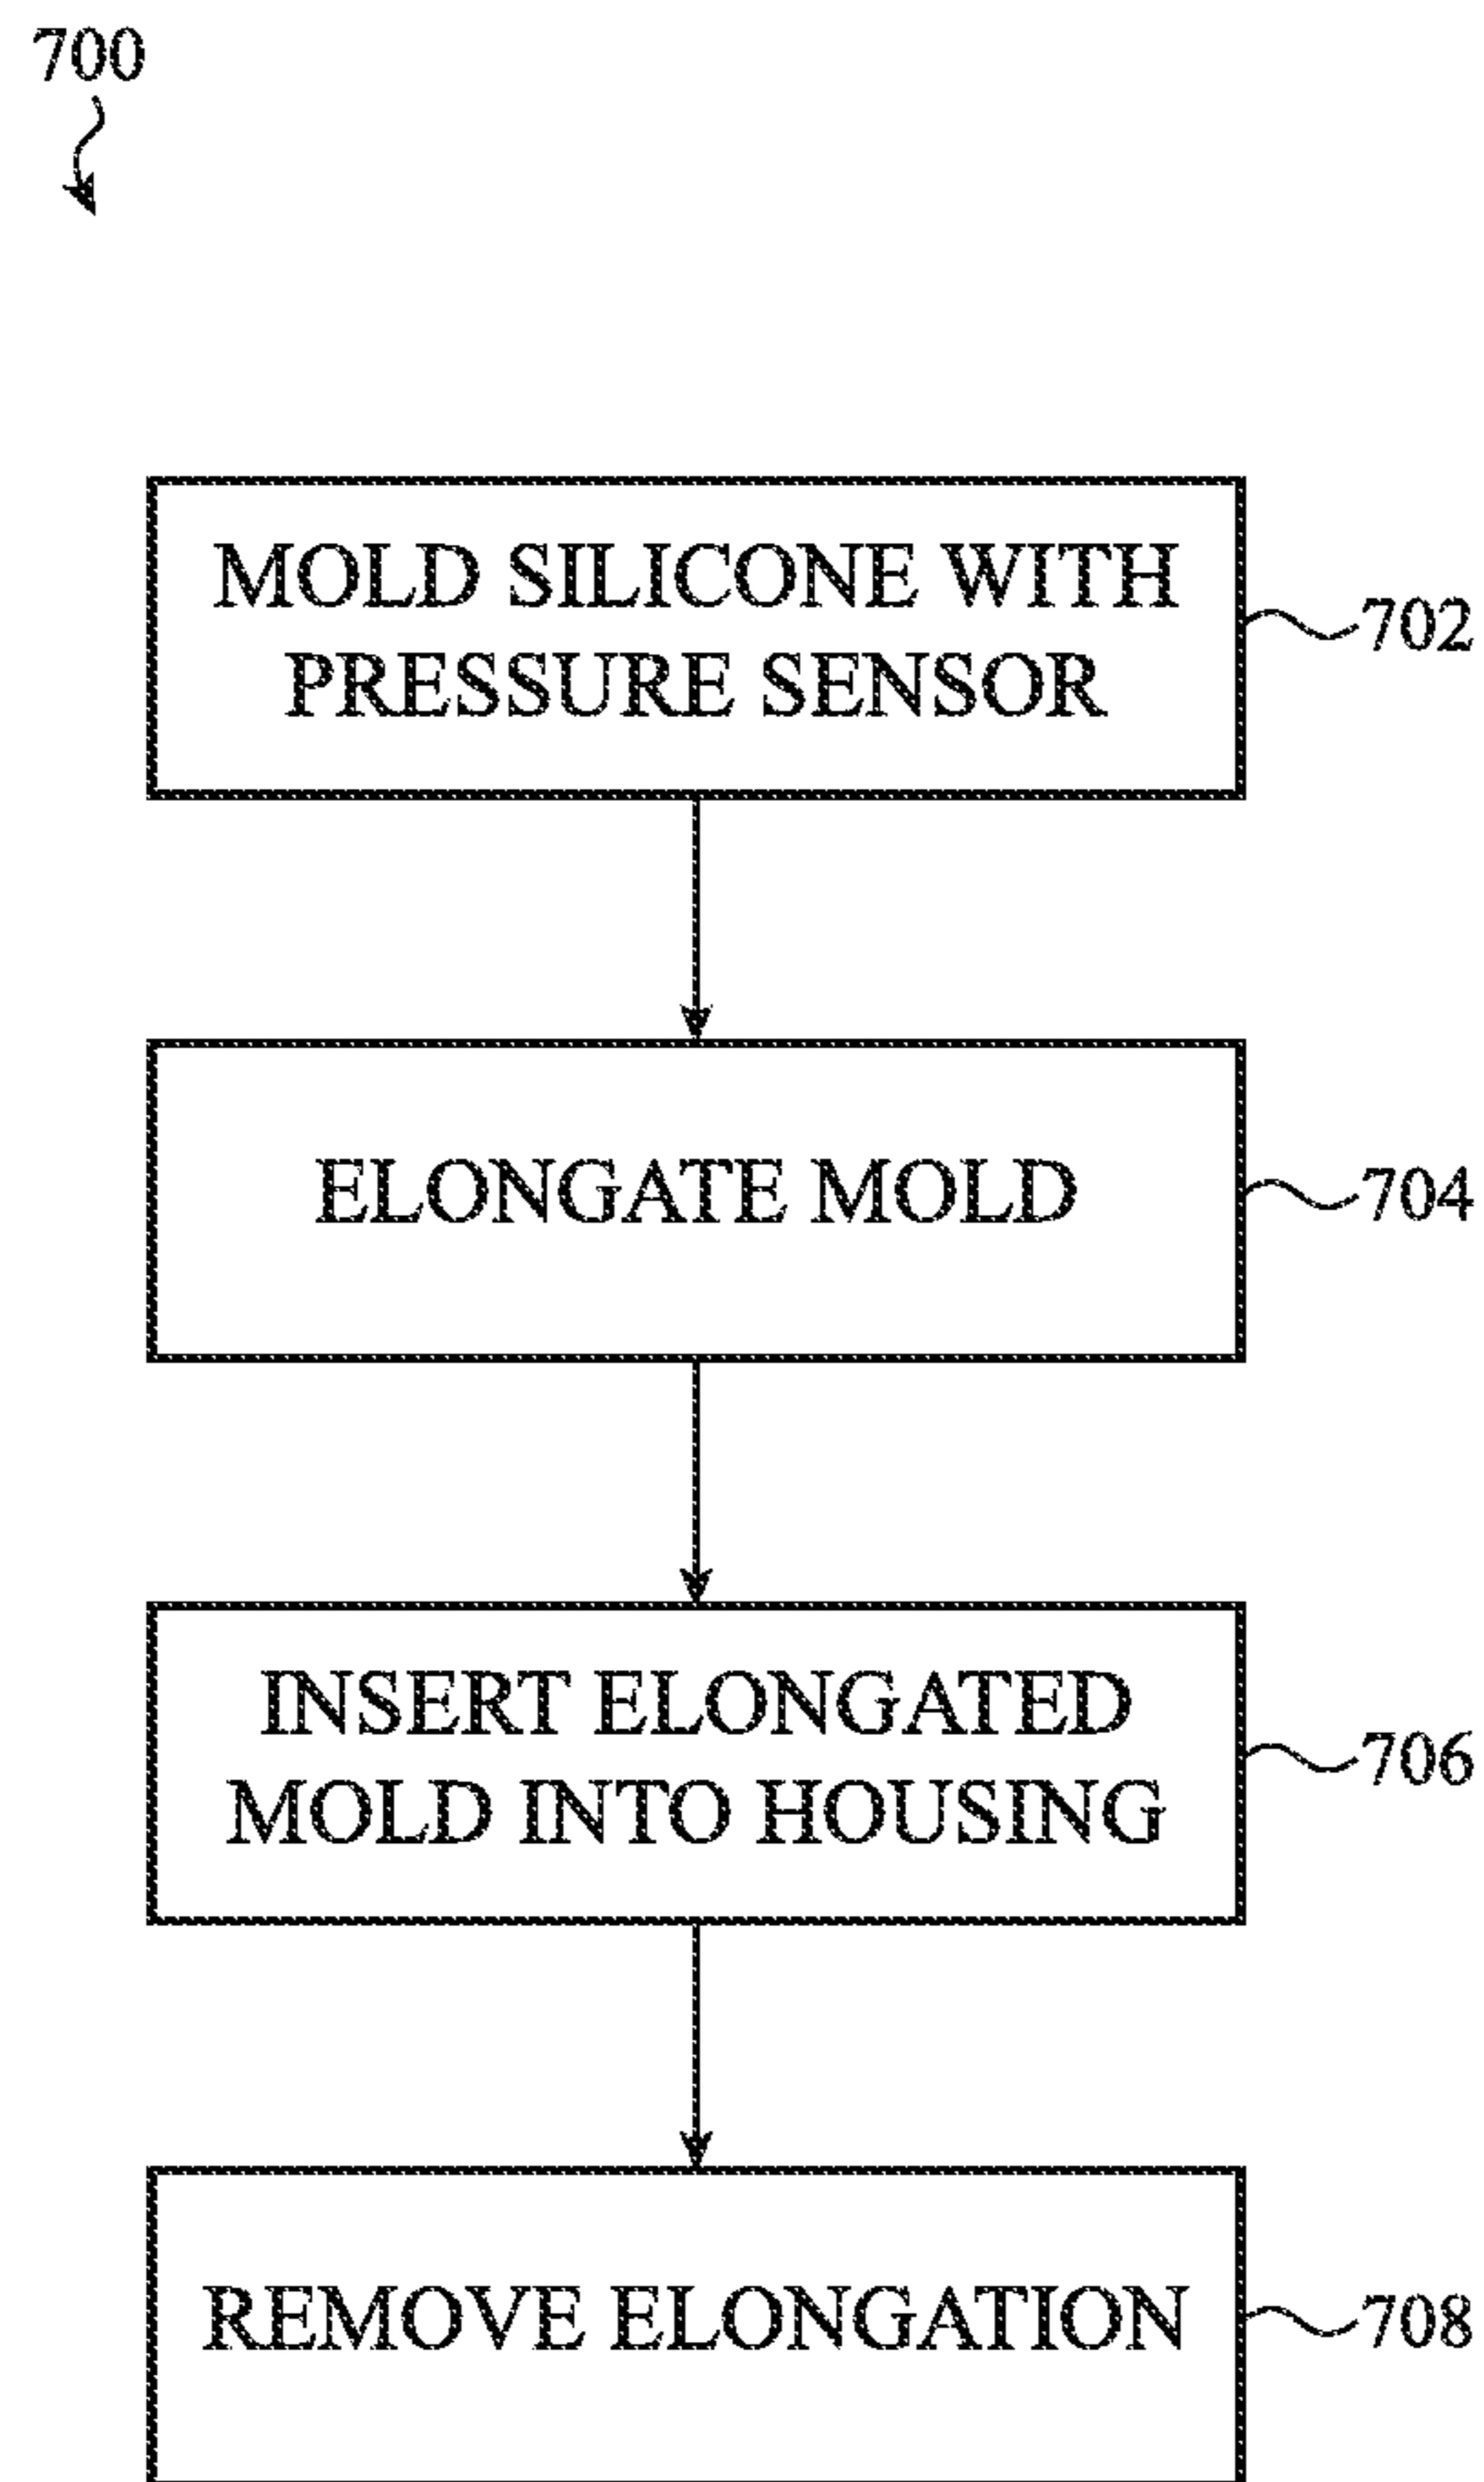 700
MOLD SILICONE WITH
PRESSURE SENSOR
702
ELONGATE MOLD
704
INSERT ELONGATED
MOLD INTO HOUSING
706
REMOVE ELONGATION
708